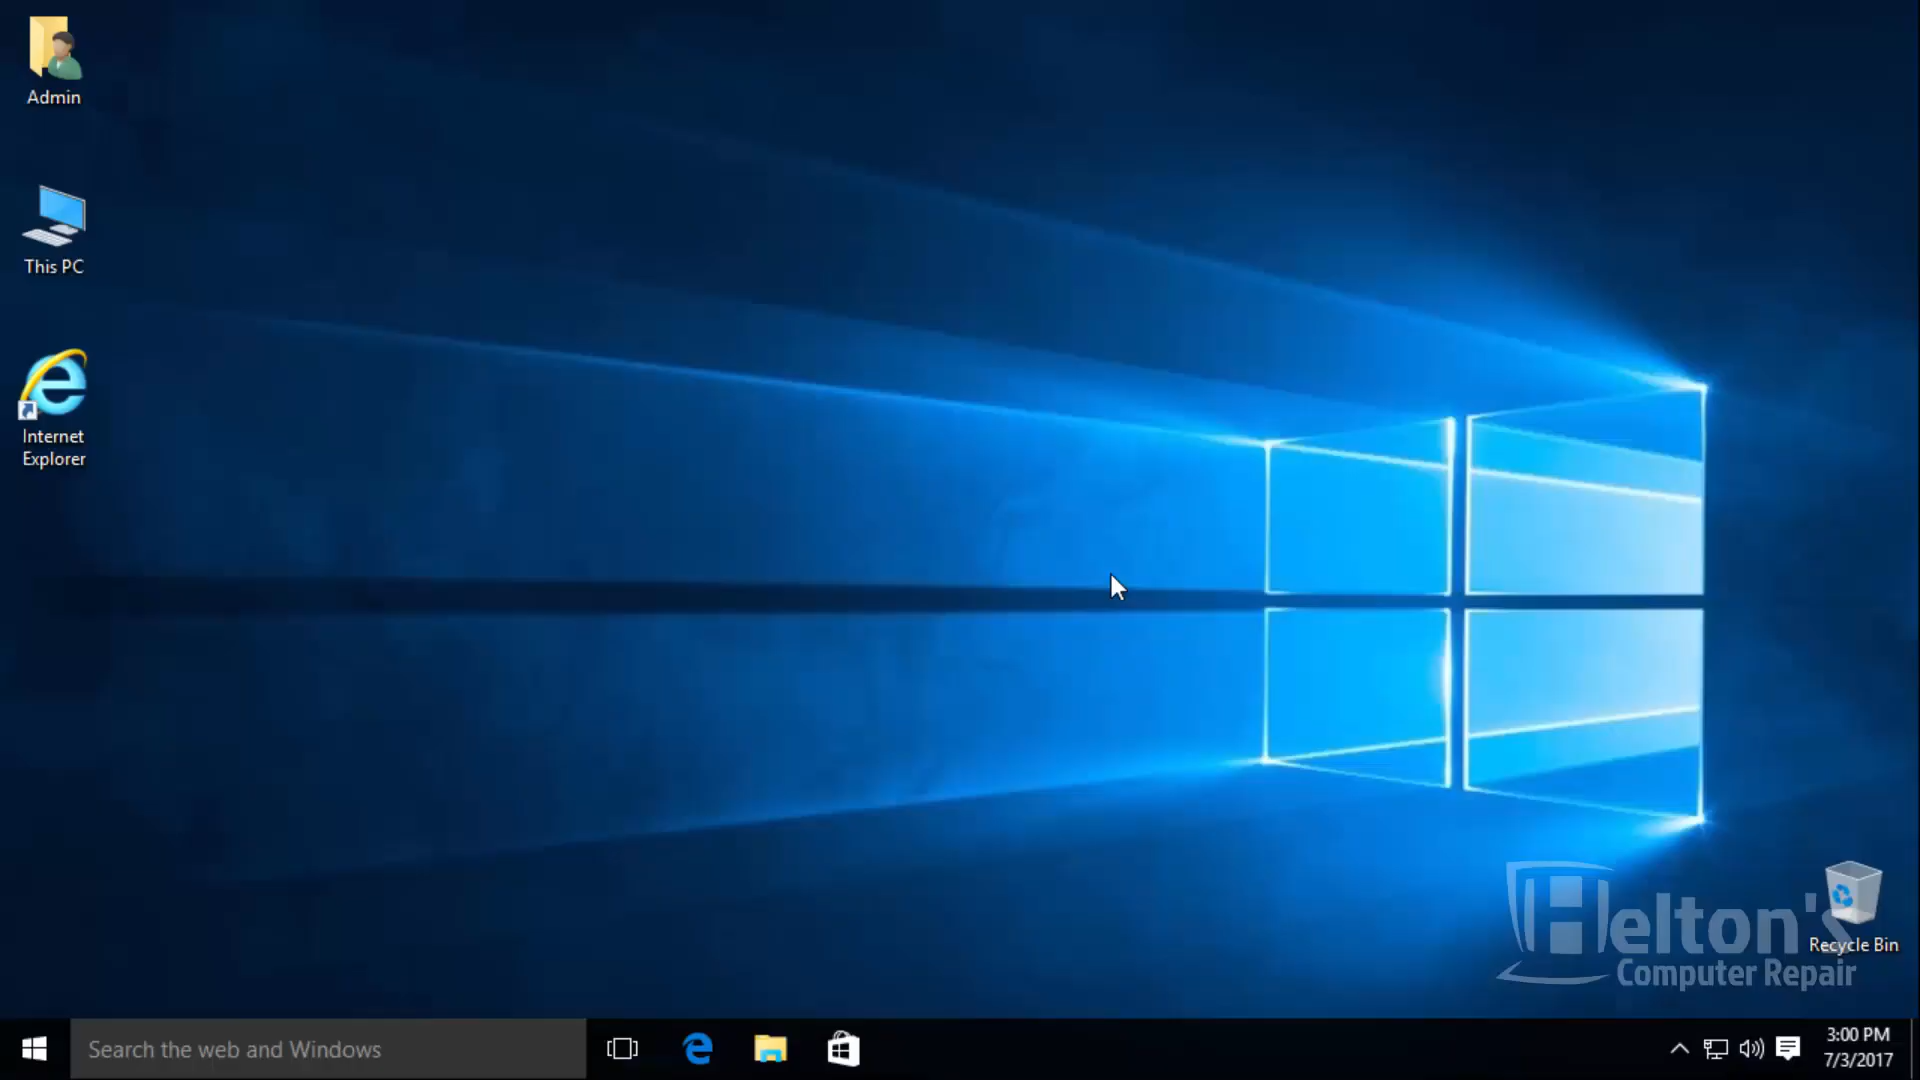 Admin
This PC
Internet
Explorer
Helton's
Computer Repair
Recycle Bin
Search the web and Windows
3:00 PM
7/3/2017